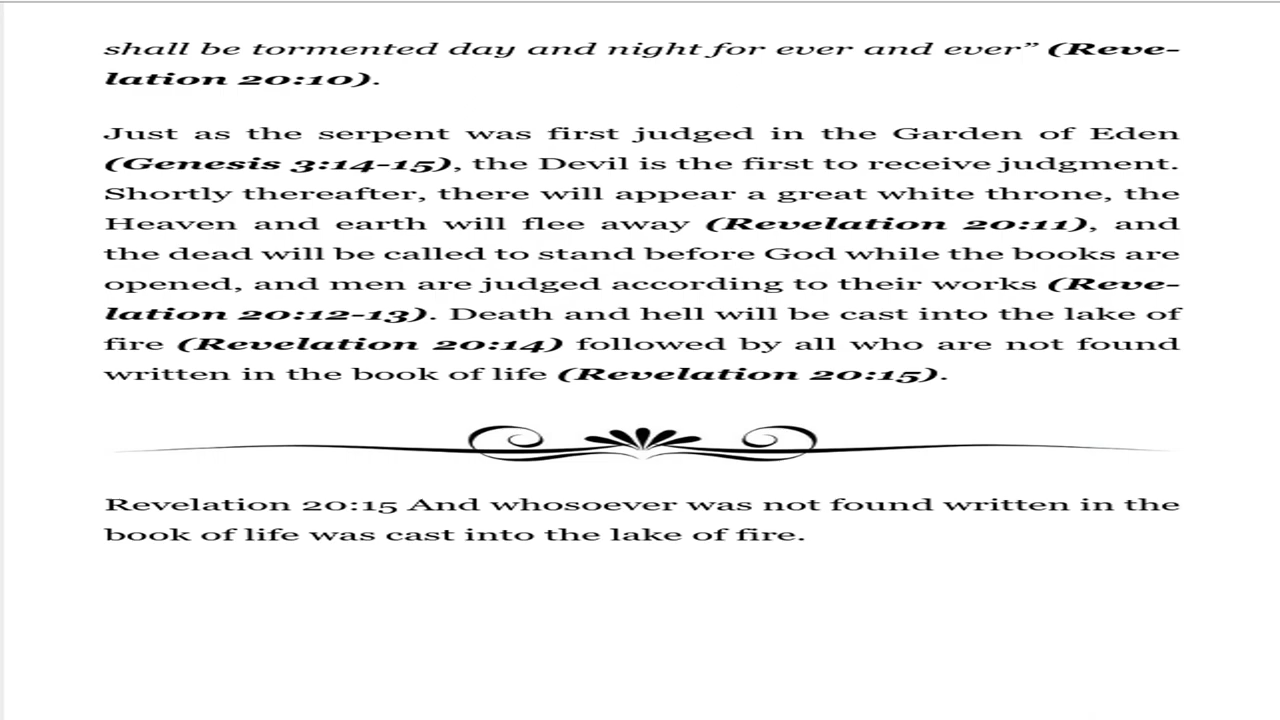 shall be tormented day and night for ever and ever” (Reve-
lation 20:10).
Just as the serpent was first judged in the Garden of Eden
(Genesis 3:14-15), the Devil is the first to receive judgment.
Shortly thereafter, there will appear a great white throne, the
Heaven and earth will flee away (Revelation 20:11), and
the dead will be called to stand before God while the books are
opened, and men are judged according to their works (Reve-
lation 20:12-13). Death and hell will be cast into the lake of
fire (Revelation 20:14) followed by all who are not found
written in the book of life (Revelation 20:15).
Revelation 20:15 And whosoever was not found written in the
book of life was cast into the lake of fire.